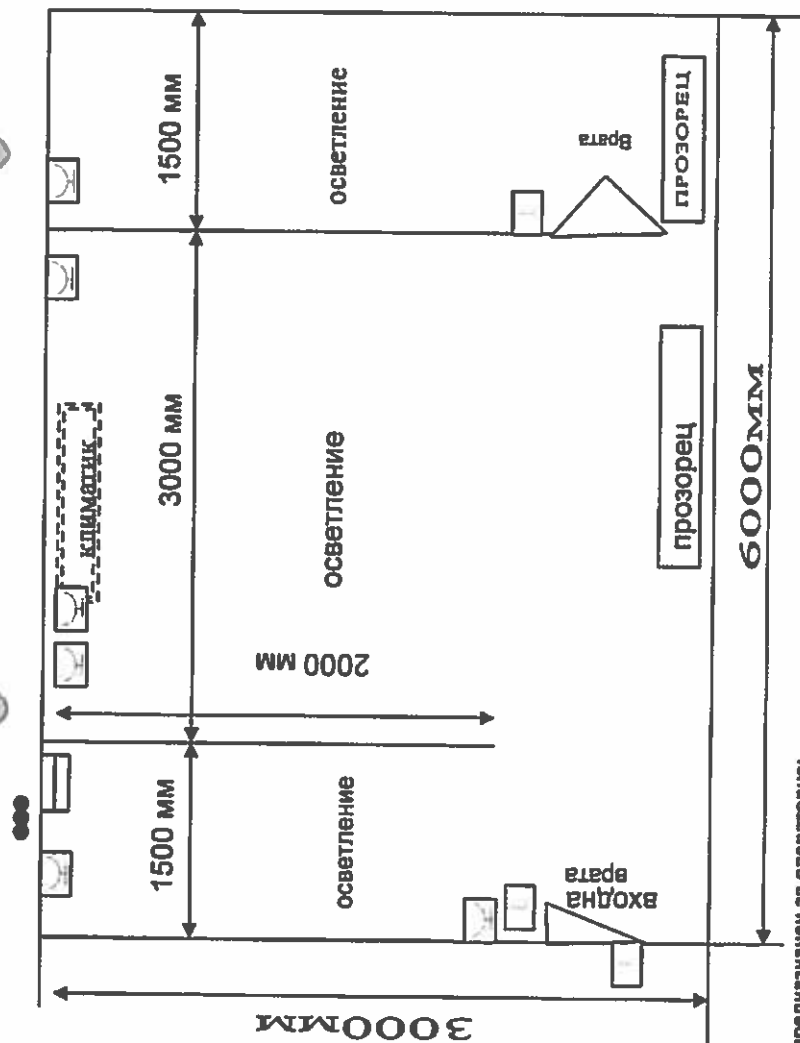 1500 мм
3000 мм
1500 мм
климатик
2000 мм
осветление
осветление
осветление
входна
врата
Врата
прозорец
ПРОЗОРЕЦ
3000мм
6000мм